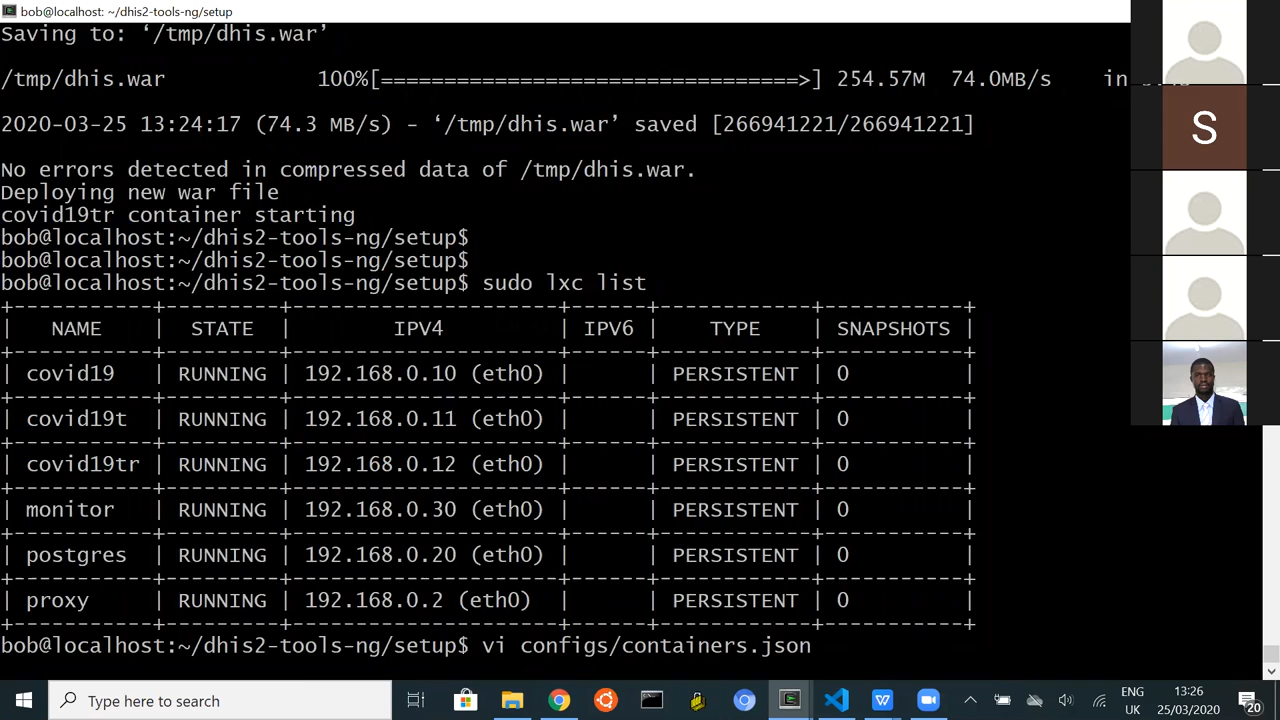 bob@localhost: ~/dhis2-tools-ng/setup
Saving to: ‘/tmp/dhis.war’
/tmp/dhis.war 100%[=================================>] 254.57M 74.0MB/s in
2020-03-25 13:24:17 (74.3 MB/s) - ‘/tmp/dhis.war’ saved [266941221/266941221]
No errors detected in compressed data of /tmp/dhis.war.
Deploying new war file
covid19tr container starting
bob@localhost:~/dhis2-tools-ng/setup$
bob@localhost:~/dhis2-tools-ng/setup$
bob@localhost:~/dhis2-tools-ng/setup$ sudo lxc list
+-----------+---------+---------------------+------+------------+-----------+
| NAME | STATE | IPV4 | IPV6 | TYPE | SNAPSHOTS |
+-----------+---------+---------------------+------+------------+-----------+
| covid19 | RUNNING | 192.168.0.10 (eth0) | | PERSISTENT | 0 |
+-----------+---------+---------------------+------+------------+-----------+
| covid19t | RUNNING | 192.168.0.11 (eth0) | | PERSISTENT | 0 |
+-----------+---------+---------------------+------+------------+-----------+
| covid19tr | RUNNING | 192.168.0.12 (eth0) | | PERSISTENT | 0 |
+-----------+---------+---------------------+------+------------+-----------+
| monitor | RUNNING | 192.168.0.30 (eth0) | | PERSISTENT | 0 |
+-----------+---------+---------------------+------+------------+-----------+
| postgres | RUNNING | 192.168.0.20 (eth0) | | PERSISTENT | 0 |
+-----------+---------+---------------------+------+------------+-----------+
| proxy | RUNNING | 192.168.0.2 (eth0) | | PERSISTENT | 0 |
+-----------+---------+---------------------+------+------------+-----------+
bob@localhost:~/dhis2-tools-ng/setup$ vi configs/containers.json
S
Type here to search
ENG
UK
13:26
25/03/2020
20